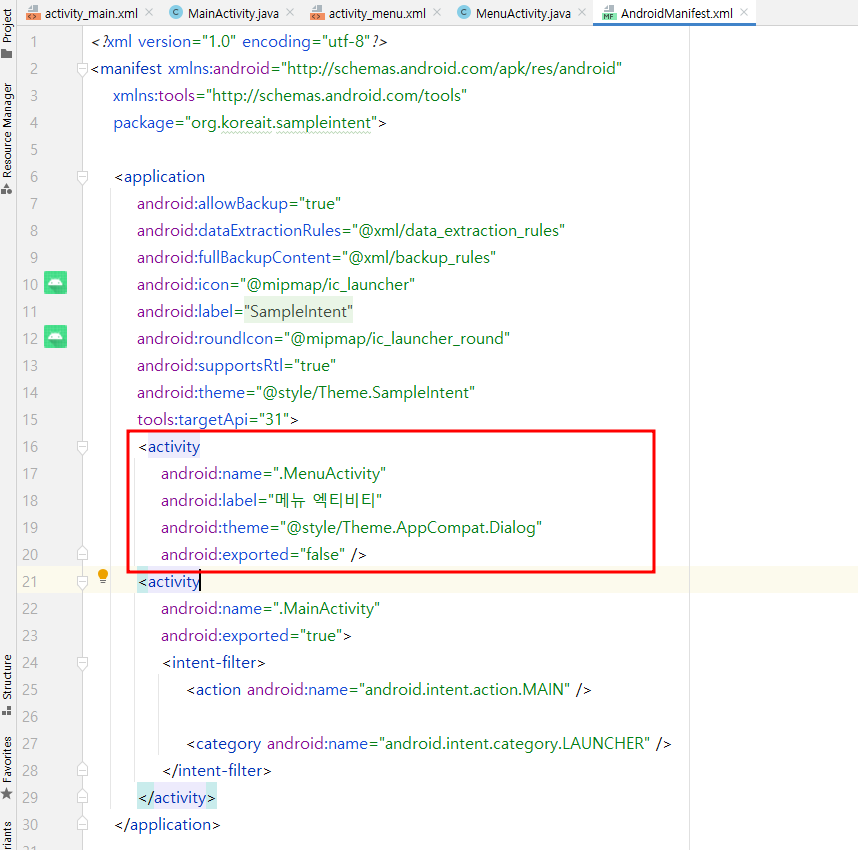 activity_main.xml MainActivity.java activity_menu.xml MenuActivity.java AndroidManifest.xml
Project
Resource Manager
Structure
Favorites
riants
1 <?xml version="1.0" encoding="utf-8"?>
2 <manifest xmlns:android="http://schemas.android.com/apk/res/android"
3 xmlns:tools="http://schemas.android.com/tools"
4 package="org.koreait.sampleintent">
5
6 <application
7 android:allowBackup="true"
8 android:dataExtractionRules="@xml/data_extraction_rules"
9 android:fullBackupContent="@xml/backup_rules"
10 android:icon="@mipmap/ic_launcher"
11 android:label="SampleIntent"
12 android:roundIcon="@mipmap/ic_launcher_round"
13 android:supportsRtl="true"
14 android:theme="@style/Theme.SampleIntent"
15 tools:targetApi="31">
16 <activity
17 android:name=".MenuActivity"
18 android:label="메뉴 엑티비티"
19 android:theme="@style/Theme.AppCompat.Dialog"
20 android:exported="false" />
21 <activity
22 android:name=".MainActivity"
23 android:exported="true">
24 <intent-filter>
25 <action android:name="android.intent.action.MAIN" />
26
27 <category android:name="android.intent.category.LAUNCHER" />
28 </intent-filter>
29 </activity>
30 </application>